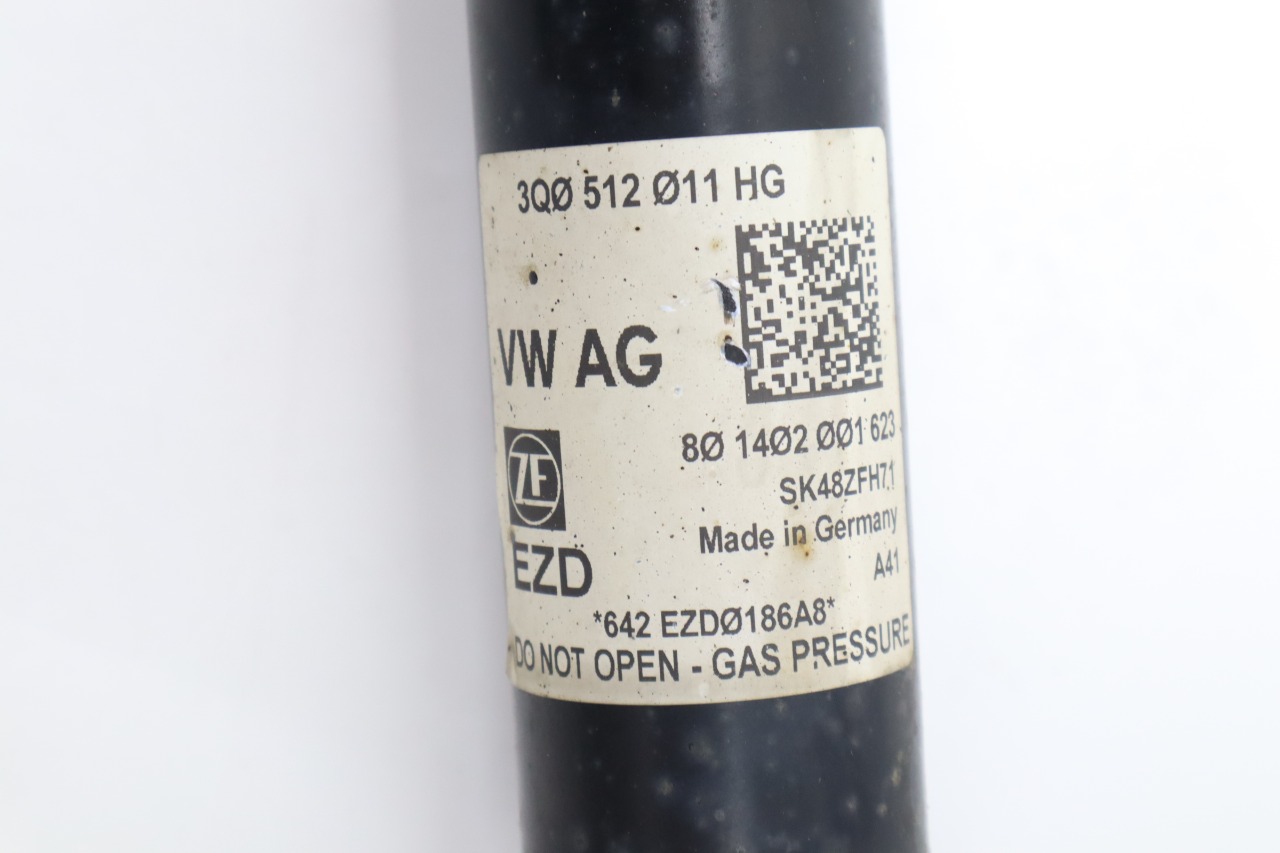 3QØ 512 Ø11 HG
VW AG
8Ø 14Ø2 ØØ1 623
SK48ZFH71
ZF
Made in Germany
EZD
A41
*642 EZDØ186A8*
DO NOT OPEN - GAS PRESSURE